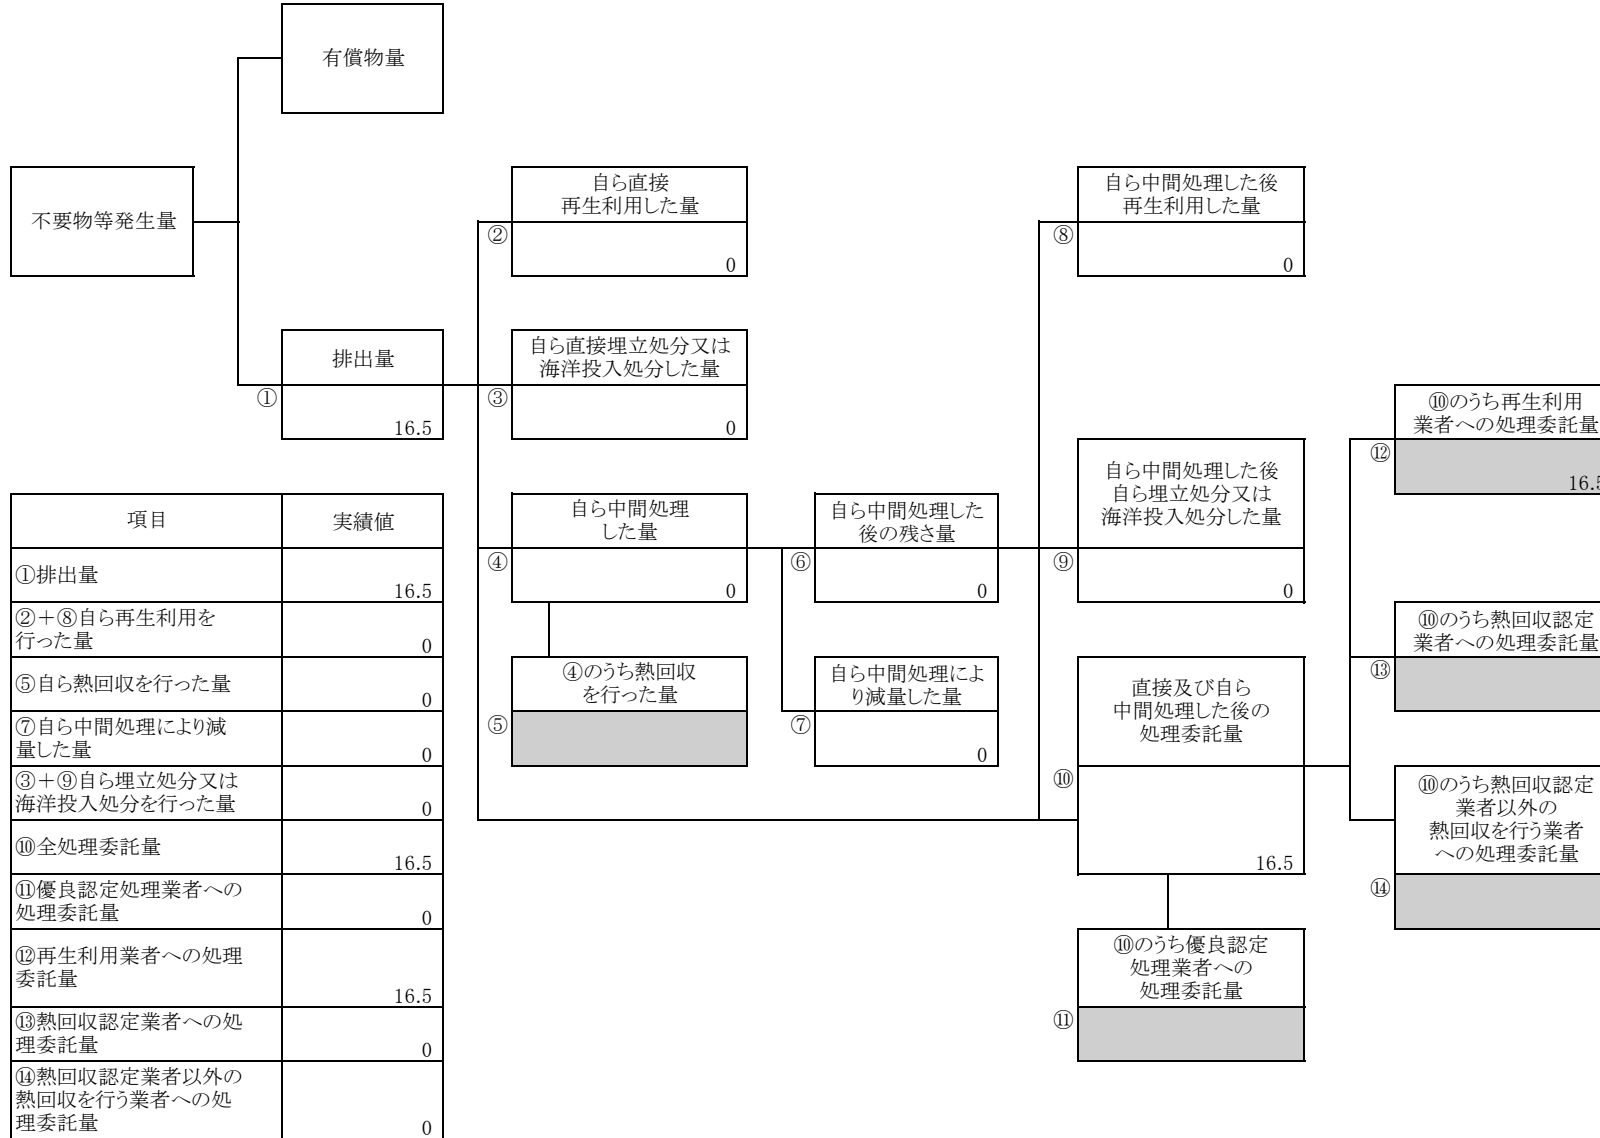 有償物量
不要物等発生量
自ら直接
再生利用した量
②
0
自ら中間処理した後
再生利用した量
⑧
0
排出量
①
16.5
自ら直接埋立処分又は
海洋投入処分した量
③
0
⑩のうち再生利用
業者への処理委託量
⑫
16.5
自ら中間処理
した量
④
0
自ら中間処理した
後の残さ量
⑥
0
自ら中間処理した後
自ら埋立処分又は
海洋投入処分した量
⑨
0
④のうち熱回収
を行った量
⑤
自ら中間処理によ
り減量した量
⑦
0
直接及び自ら
中間処理した後の
処理委託量
⑩
16.5
⑩のうち熱回収認定
業者への処理委託量
⑬
⑩のうち熱回収認定
業者以外の
熱回収を行う業者
への処理委託量
⑭
⑩のうち優良認定
処理業者への
処理委託量
⑪
項目 実績値
①排出量
16.5
②+⑧自ら再生利用を
行った量
0
⑤自ら熱回収を行った量
0
⑦自ら中間処理により減
量した量
0
③+⑨自ら埋立処分又は
海洋投入処分を行った量
0
⑩全処理委託量
16.5
⑪優良認定処理業者への
処理委託量
0
⑫再生利用業者への処理
委託量
16.5
⑬熱回収認定業者への処
理委託量
0
⑭熱回収認定業者以外の
熱回収を行う業者への処
理委託量
0